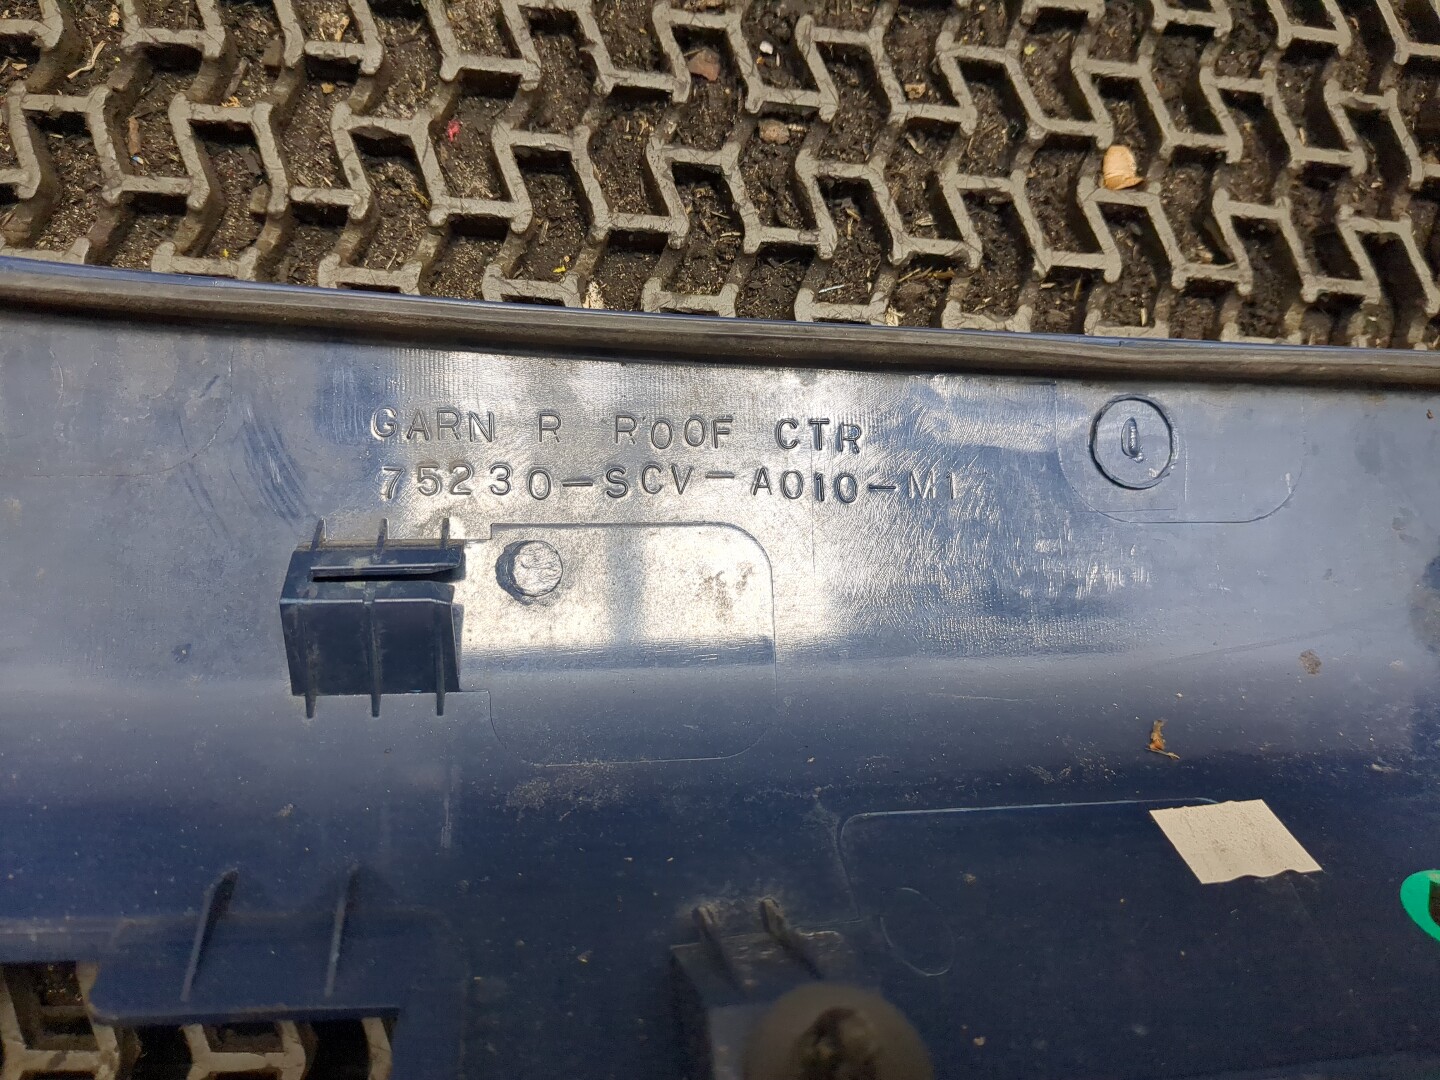 GARN R ROOF CTR
75230-SCV-A010-M1